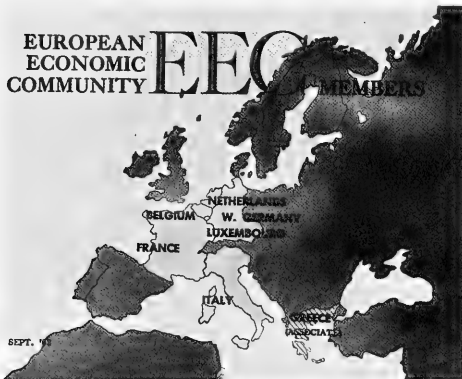 EUROPEAN
ECONOMIC
COMMUNITY
EEC
MEMBERS
NETHERLANDS
BELGIUM
W. GERMANY
LUXEMBOURG
FRANCE
ITALY
GREECE
(ASSOCIATE)
SEPT.